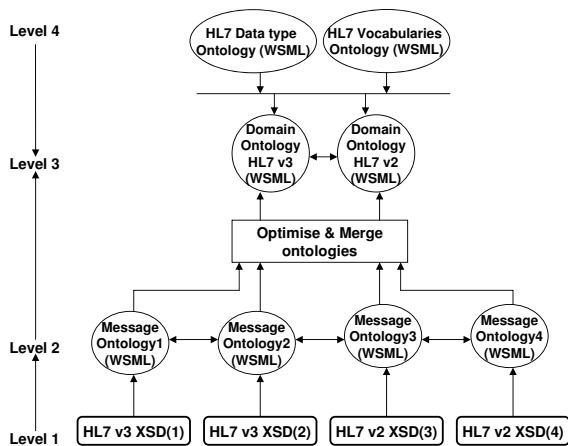 Level 4
HL7 Data type
Ontology (WSML)
HL7 Vocabularies
Ontology (WSML)
Level 3
Domain
Ontology
HL7 v3
(WSML)
Domain
Ontology
HL7 v2
(WSML)
Optimise & Merge
ontologies
Level 2
Message
Ontology1
(WSML)
Message
Ontology2
(WSML)
Message
Ontology3
(WSML)
Message
Ontology4
(WSML)
Level 1
HL7 v3 XSD(1)
HL7 v3 XSD(2)
HL7 v2 XSD(3)
HL7 v2 XSD(4)